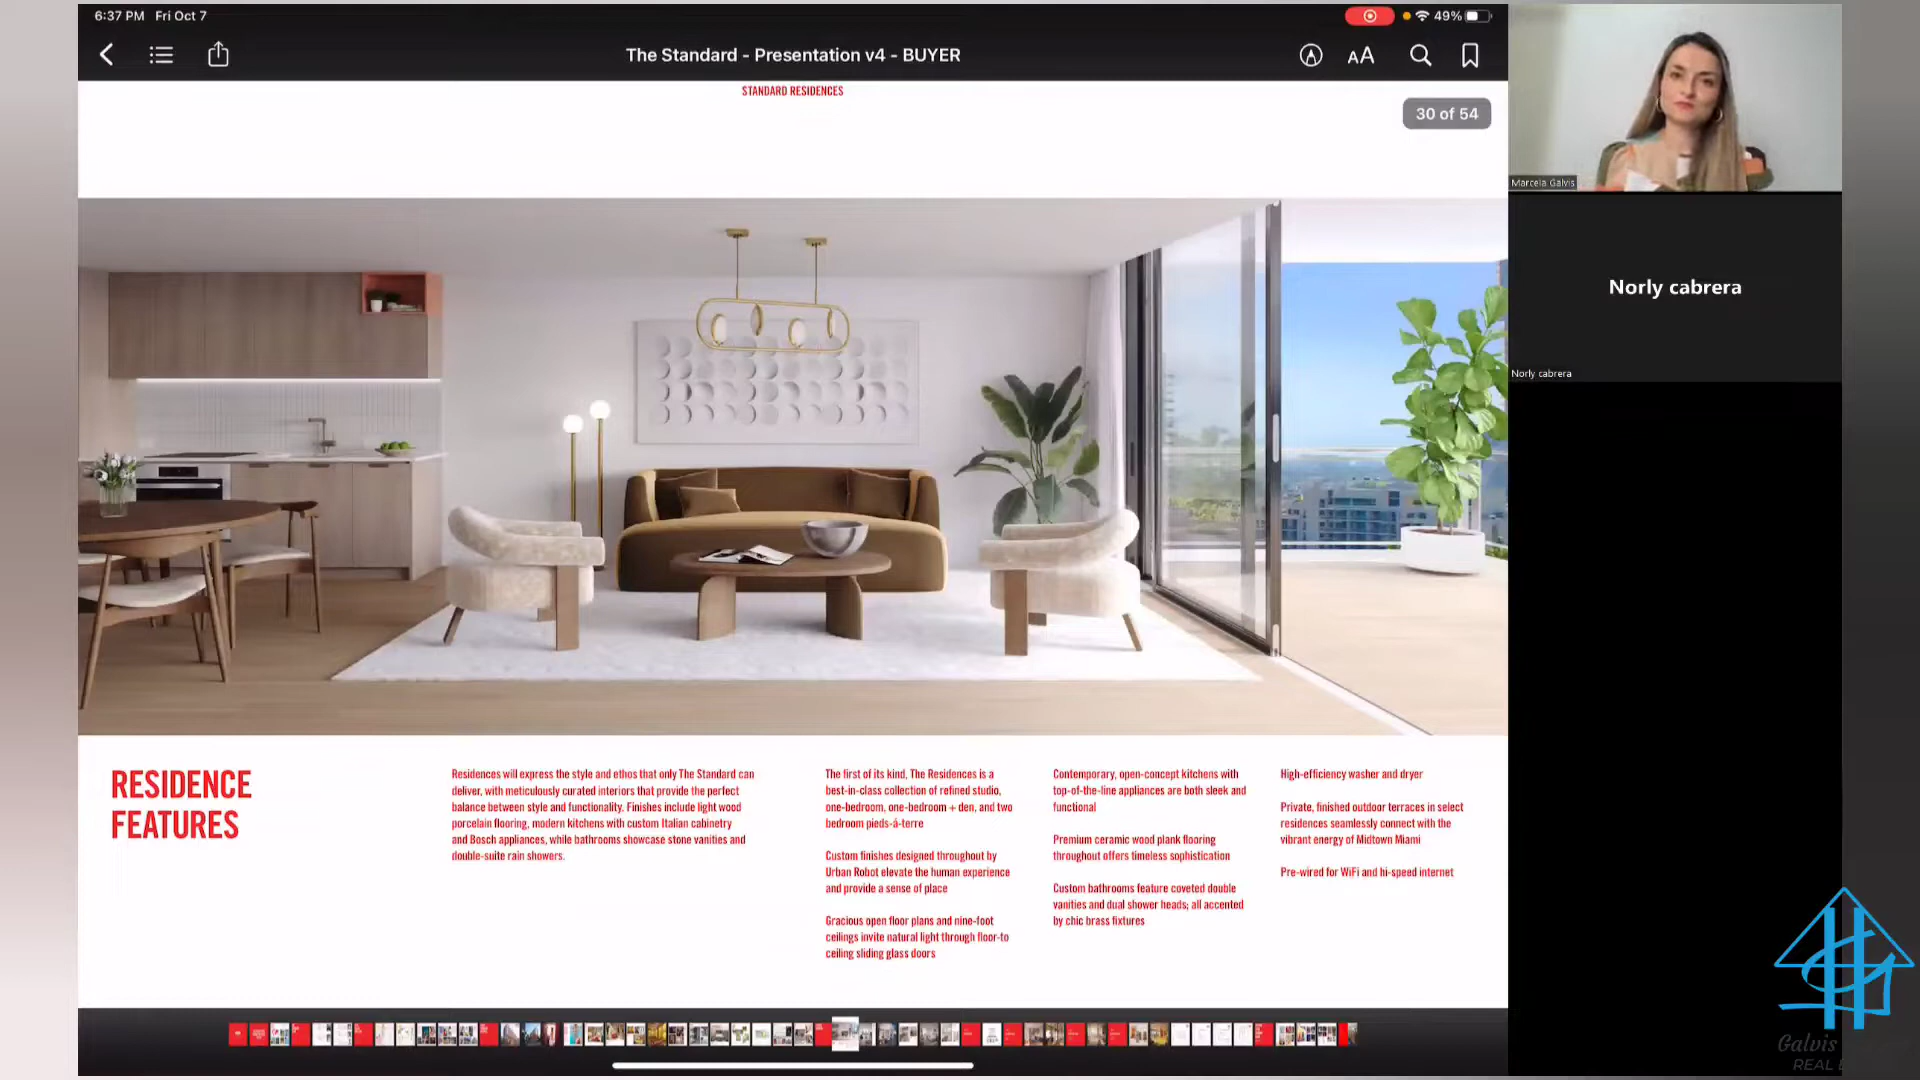 6:37 PM Fri Oct 7
49%
The Standard - Presentation v4 - BUYER
AA
STANDARD RESIDENCES
30 of 54
Marcela Galvis
Norly cabrera
Norly cabrera
RESIDENCE
FEATURES
Residences will express the style and ethos that only The Standard can
deliver, with meticulously curated interiors that provide the perfect
balance between style and functionality. Finishes include light wood
porcelain flooring, modern kitchens with custom Italian cabinetry
and Bosch appliances, while bathrooms showcase stone vanities and
double-suite rain showers.
The first of its kind, The Residences is a
best-in-class collection of refined studio,
one-bedroom, one-bedroom + den, and two
bedroom pieds-á-terre
Custom finishes designed throughout by
Urban Robot elevate the human experience
and provide a sense of place
Gracious open floor plans and nine-foot
ceilings invite natural light through floor-to
ceiling sliding glass doors
Contemporary, open-concept kitchens with
top-of-the-line appliances are both sleek and
functional
Premium ceramic wood plank flooring
throughout offers timeless sophistication
Custom bathrooms feature coveted double
vanities and dual shower heads; all accented
by chic brass fixtures
High-efficiency washer and dryer
Private, finished outdoor terraces in select
residences seamlessly connect with the
vibrant energy of Midtown Miami
Pre-wired for WiFi and hi-speed internet
Galvis
REAL